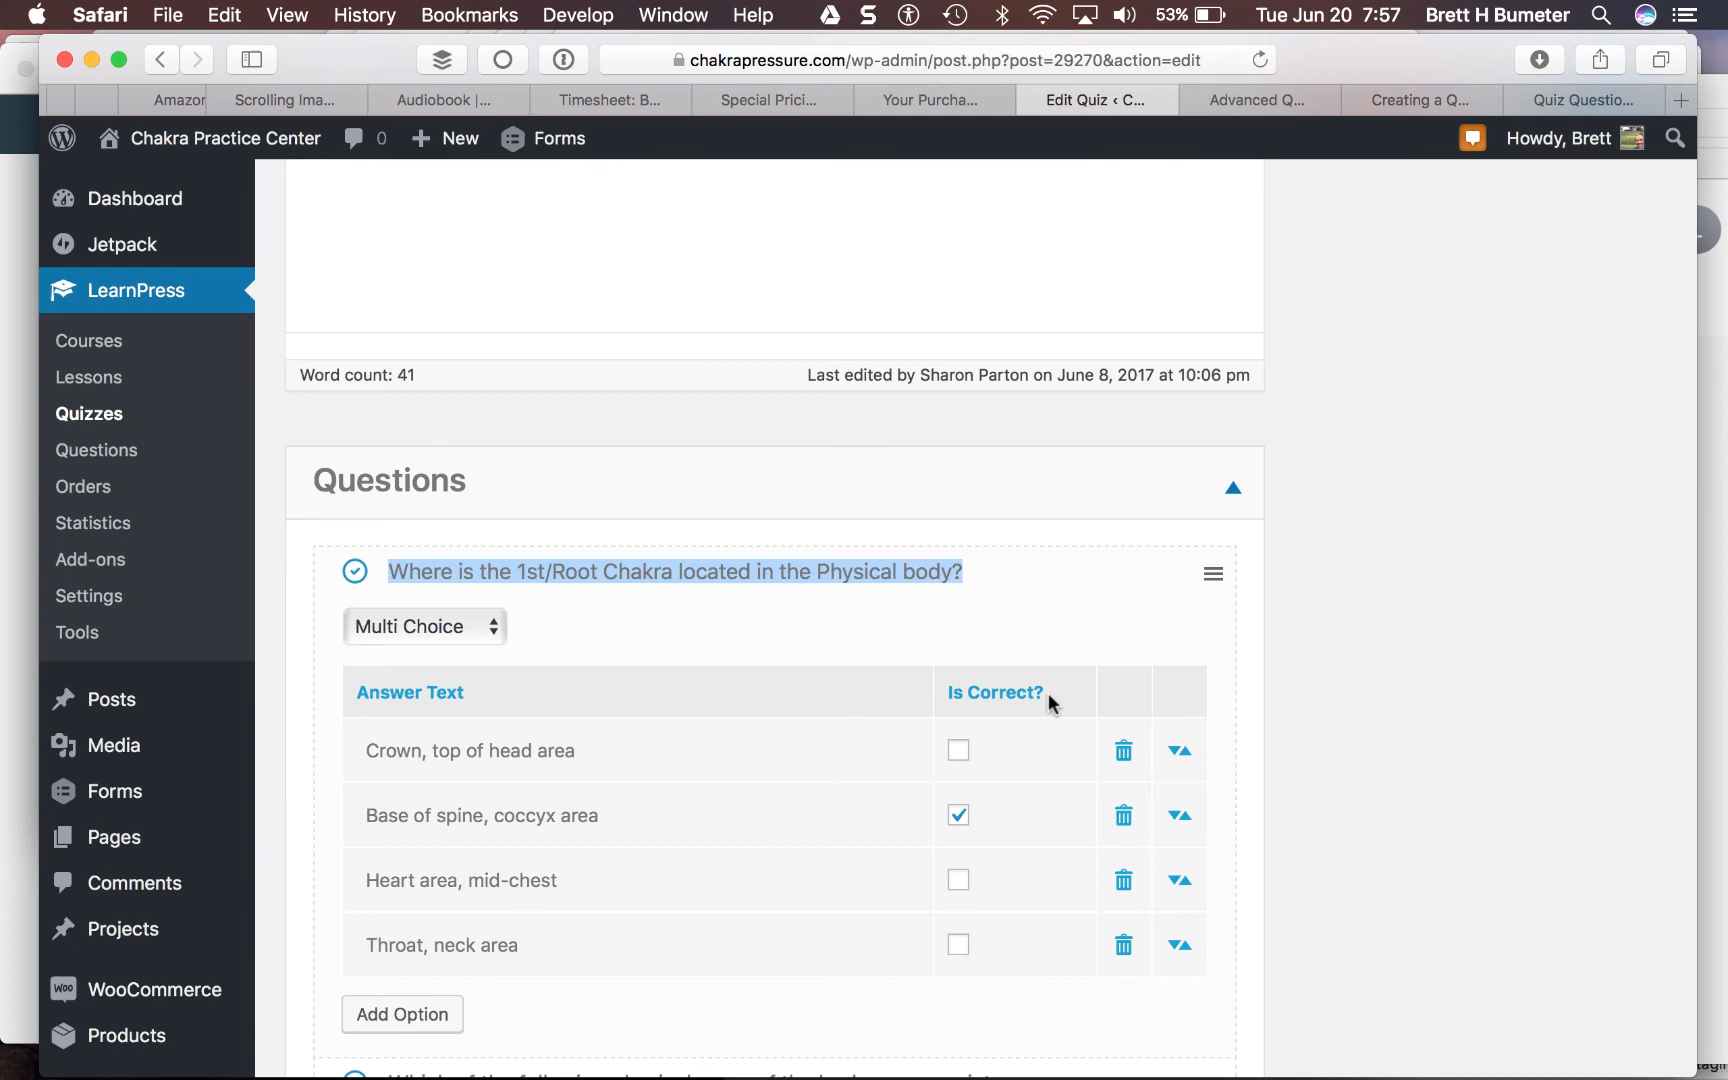 Safari File Edit View History Bookmarks Develop Window Help 53% Tue Jun 20 7:57 Brett H Bumeter
chakrapressure.com/wp-admin/post.php?post=29270&action=edit
Amazon Scrolling Ima... Audiobook |... Timesheet: B... Special Prici... Your Purcha... Edit Quiz ‹ C... Advanced Q... Creating a Q... Quiz Questio...
Chakra Practice Center 0 New Forms Howdy, Brett
Dashboard
Jetpack
LearnPress
Courses
Lessons
Quizzes
Questions
Orders
Statistics
Add-ons
Settings
Tools
Posts
Media
Forms
Pages
Comments
Projects
WooCommerce
Products
Word count: 41 Last edited by Sharon Parton on June 8, 2017 at 10:06 pm
Questions
Where is the 1st/Root Chakra located in the Physical body?
Multi Choice
Answer Text Is Correct?
Crown, top of head area
Base of spine, coccyx area
Heart area, mid-chest
Throat, neck area
Add Option